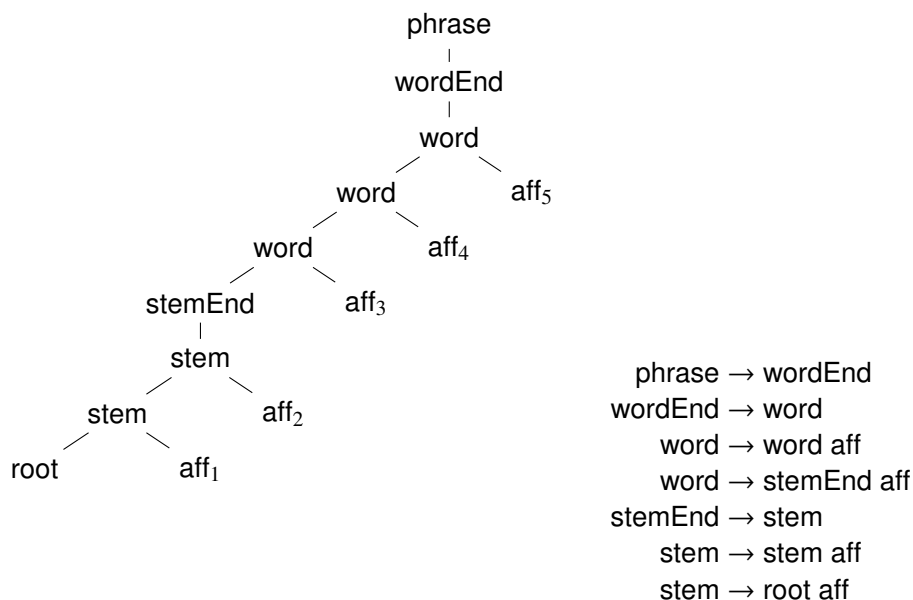 phrase
wordEnd
word
word aff₅
word aff₄
stemEnd aff₃
stem
stem aff₂
root aff₁
phrase → wordEnd
wordEnd → word
word → word aff
word → stemEnd aff
stemEnd → stem
stem → stem aff
stem → root aff